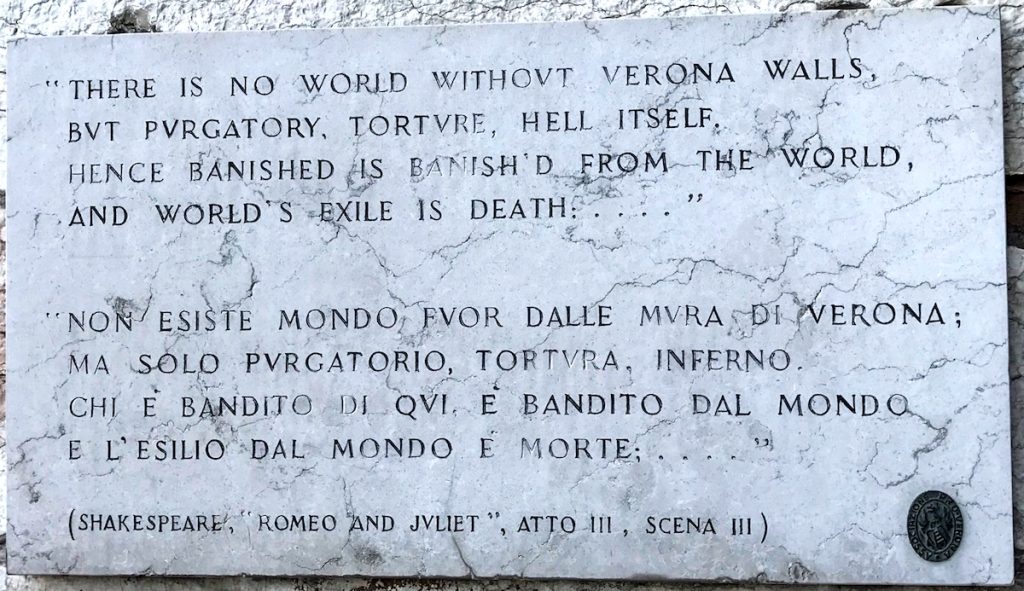 "THERE IS NO WORLD WITHOVT VERONA WALLS,
BVT PVRGATORY, TORTVRE, HELL ITSELF.
HENCE BANISHED IS BANISH'D FROM THE WORLD,
AND WORLD'S EXILE IS DEATH: . . . . "
"NON ESISTE MONDO FVOR DALLE MVRA DI VERONA;
MA SOLO PVRGATORIO, TORTVRA, INFERNO.
CHI È BANDITO DI QVI, È BANDITO DAL MONDO
E L'ESILIO DAL MONDO È MORTE; . . . . "
(SHAKESPEARE, "ROMEO AND JVLIET", ATTO III, SCENA III)